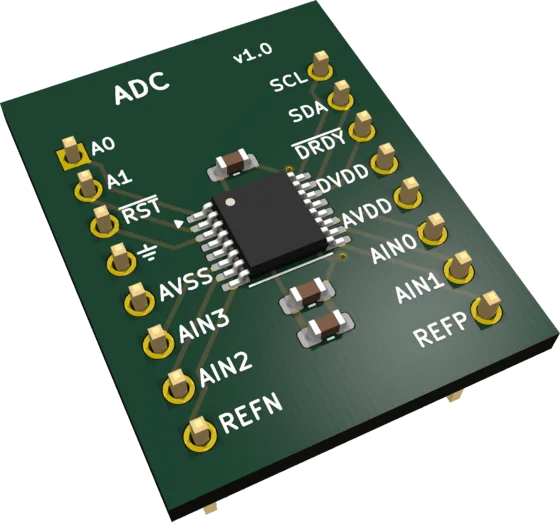 ADC
v1.0
A0
A1
RST
AVSS
AIN3
AIN2
REFN
SCL
SDA
DRDY
DVDD
AVDD
AIN0
AIN1
REFP